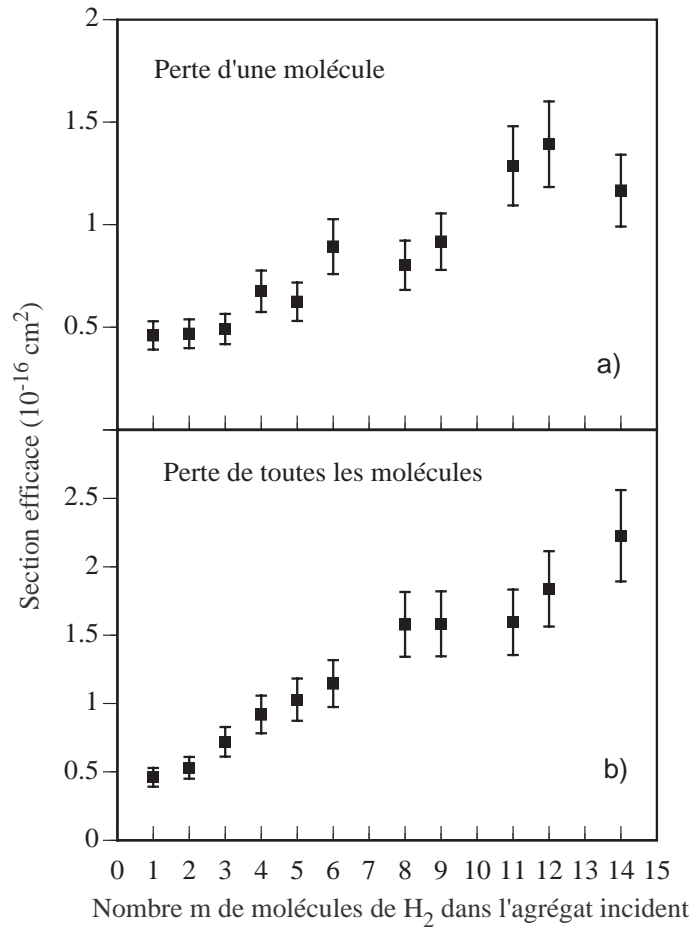 2
Perte d'une molécule
1.5
1
0.5
a)
Section efficace (10⁻¹⁶ cm²)
Perte de toutes les molécules
2.5
2
1.5
1
0.5
b)
0
0 1 2 3 4 5 6 7 8 9 10 11 12 13 14 15
Nombre m de molécules de H₂ dans l'agrégat incident